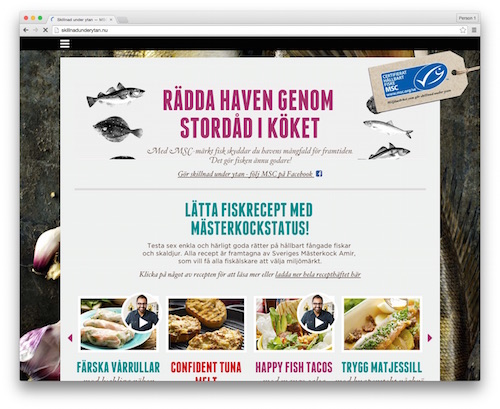 Skillnad under ytan — MSC
Person 1
skillnadunderytan.nu
CERTIFIERAT
HÅLLBART
FISKE
MSC
www.msc.org/se
RÄDDA HAVEN GENOM
STORDÅD I KÖKET
Med MSC-märkt fisk skyddar du havens mångfald för framtiden.
Det gör fisken ännu godare!
Gör skillnad under ytan - följ MSC på Facebook
LÄTTA FISKRECEPT MED
MÄSTERKOCKSTATUS!
Testa sex enkla och härligt goda rätter på hållbart fångade fiskar
och skaldjur. Alla recept är framtagna av Sveriges Mästerkock Amir,
som vill få alla fiskälskare att välja miljömärkt.
Klicka på något av recepten för att läsa mer eller ladda ner hela recepthäftet här
FÄRSKA VÅRRULLAR
CONFIDENT TUNA
MELT
HAPPY FISH TACOS
TRYGG MATJESSILL